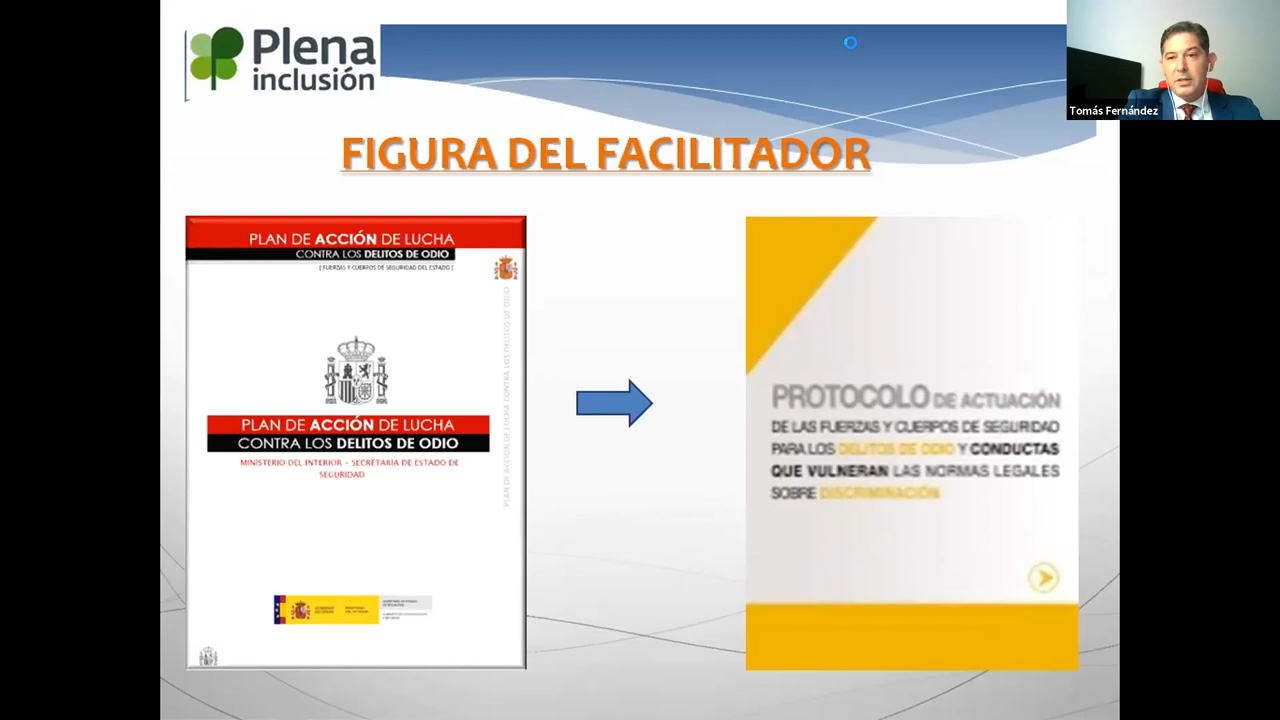 Plena
inclusión
Tomás Fernández
FIGURA DEL FACILITADOR
PLAN DE ACCIÓN DE LUCHA
CONTRA LOS DELITOS DE ODIO
[ FUERZAS Y CUERPOS DE SEGURIDAD DEL ESTADO ]
PLAN DE ACCIÓN DE LUCHA CONTRA LOS DELITOS DE ODIO
PLAN DE ACCIÓN DE LUCHA
CONTRA LOS DELITOS DE ODIO
MINISTERIO DEL INTERIOR – SECRETARÍA DE ESTADO DE
SEGURIDAD
PROTOCOLO DE ACTUACIÓN
DE LAS FUERZAS Y CUERPOS DE SEGURIDAD
PARA LOS DELITOS DE ODIO Y CONDUCTAS
QUE VULNERAN LAS NORMAS LEGALES
SOBRE DISCRIMINACIÓN